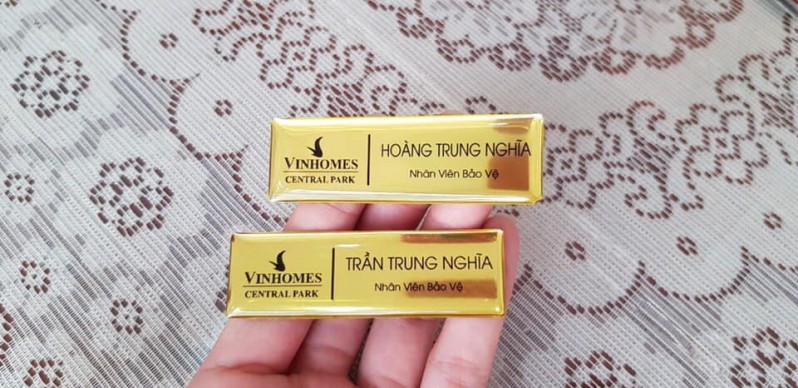 VINHOMES
CENTRAL PARK
HOÀNG TRUNG NGHĨA
Nhân Viên Bảo Vệ
VINHOMES
CENTRAL PARK
TRẦN TRUNG NGHĨA
Nhân Viên Bảo Vệ